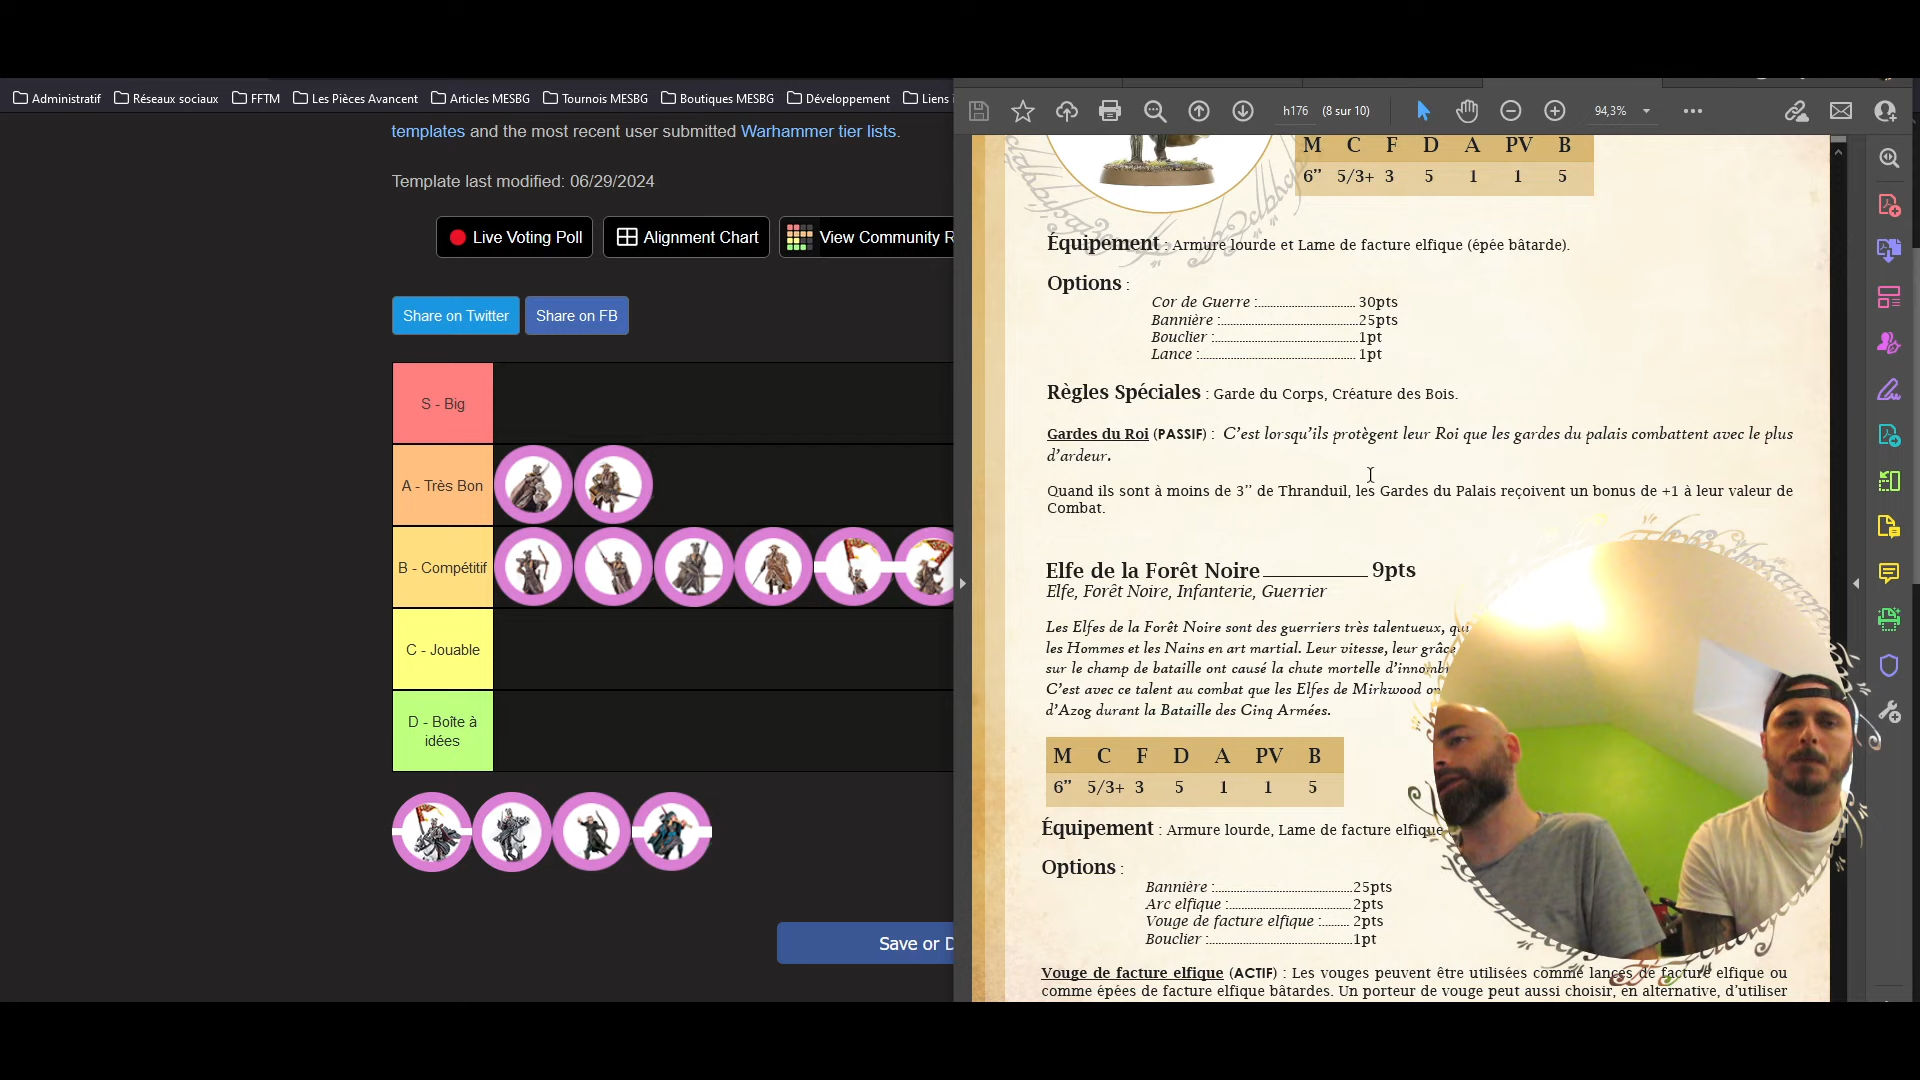 Administratif
Réseaux sociaux
FFTM
Les Pièces Avancent
Articles MESBG
Tournois MESBG
Boutiques MESBG
Développement
Liens
templates and the most recent user submitted Warhammer tier lists.
Template last modified: 06/29/2024
Live Voting Poll
Alignment Chart
View Community R
Share on Twitter
Share on FB
S - Big
A - Très Bon
B - Compétitif
C - Jouable
D - Boîte à
idées
Save or D
h176 (8 sur 10)
94,3%
M C F D A PV B
6” 5/3+ 3 5 1 1 5
Équipement : Armure lourde et Lame de facture elfique (épée bâtarde).
Options :
Cor de Guerre :............................... 30pts
Bannière :.............................................25pts
Bouclier :.............................................1pt
Lance :................................................. 1pt
Règles Spéciales : Garde du Corps, Créature des Bois.
Gardes du Roi (PASSIF) : C’est lorsqu’ils protègent leur Roi que les gardes du palais combattent avec le plus
d’ardeur.
Quand ils sont à moins de 3” de Thranduil, les Gardes du Palais reçoivent un bonus de +1 à leur valeur de
Combat.
Elfe de la Forêt Noire__________ 9pts
Elfe, Forêt Noire, Infanterie, Guerrier
Les Elfes de la Forêt Noire sont des guerriers très talentueux, qui
les Hommes et les Nains en art martial. Leur vitesse, leur grâce
sur le champ de bataille ont causé la chute mortelle d’innomb
C’est avec ce talent au combat que les Elfes de Mirkwood on
d’Azog durant la Bataille des Cinq Armées.
M C F D A PV B
6” 5/3+ 3 5 1 1 5
Équipement : Armure lourde, Lame de facture elfique
Options :
Bannière :.............................................25pts
Arc elfique :.........................................2pts
Vouge de facture elfique :......... 2pts
Bouclier :..............................................1pt
Vouge de facture elfique (ACTIF) : Les vouges peuvent être utilisées comme lances de facture elfique ou
comme épées de facture elfique bâtardes. Un porteur de vouge peut aussi choisir, en alternative, d’utiliser